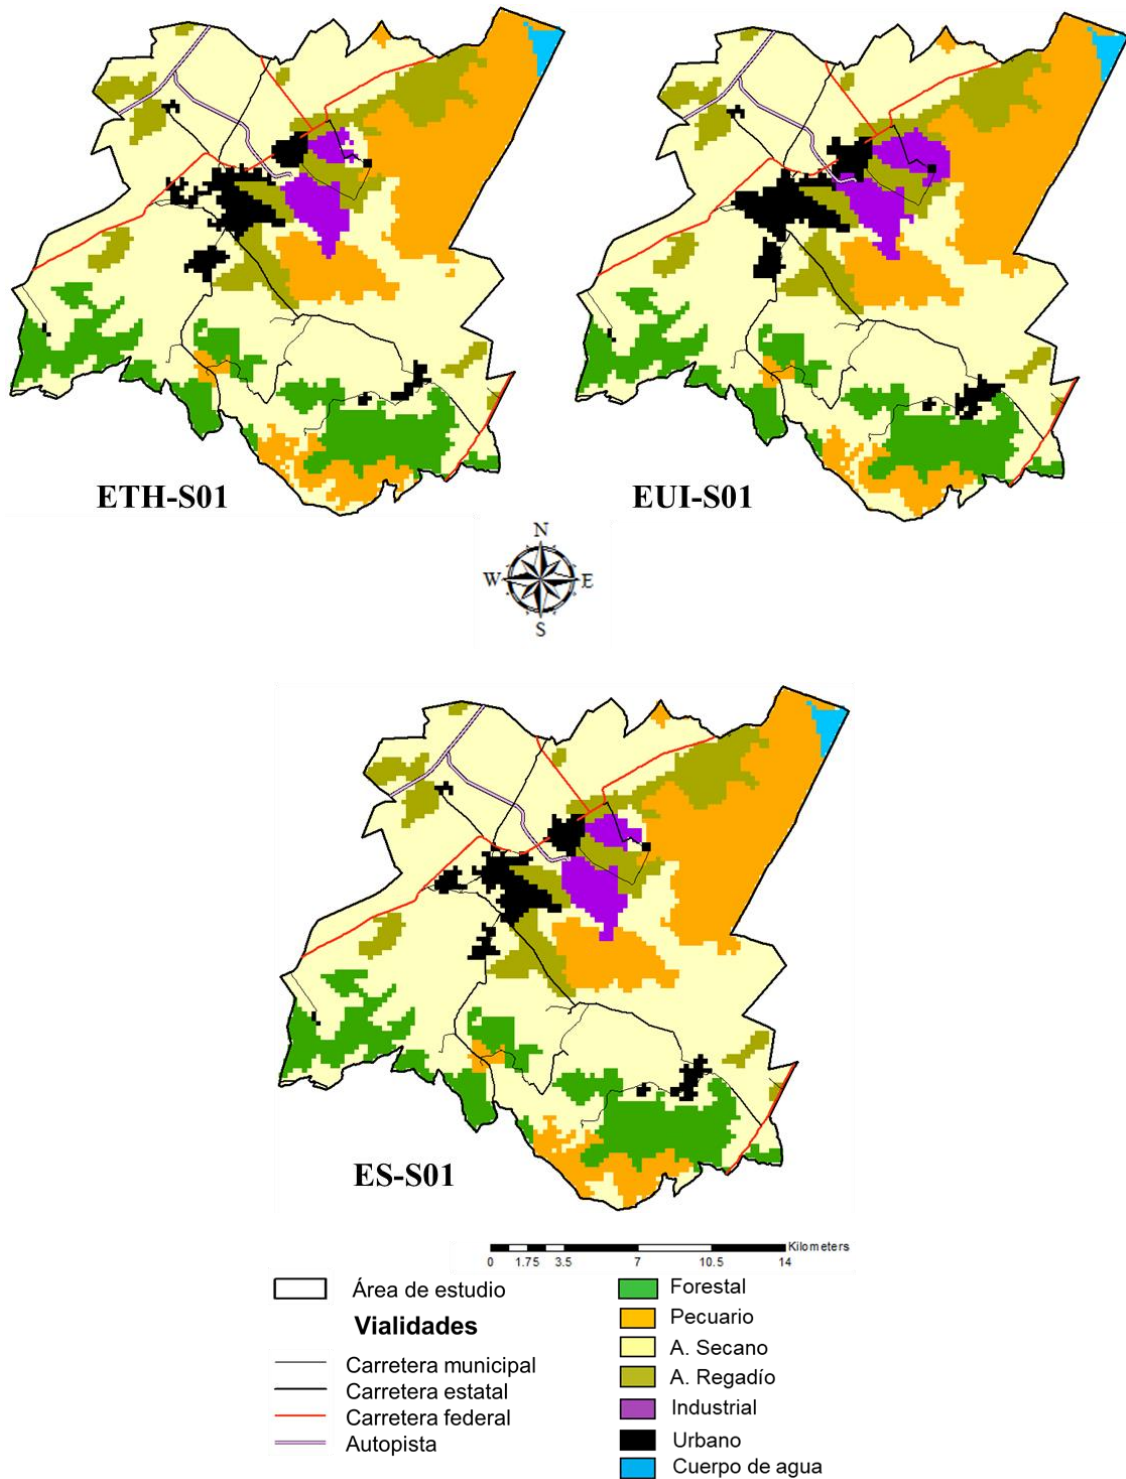 ETH-S01
EUI-S01
N
W
E
S
ES-S01
Kilometers
0 1.75 3.5 7 10.5 14
Área de estudio
Vialidades
Carretera municipal
Carretera estatal
Carretera federal
Autopista
Forestal
Pecuario
A. Secano
A. Regadío
Industrial
Urbano
Cuerpo de agua